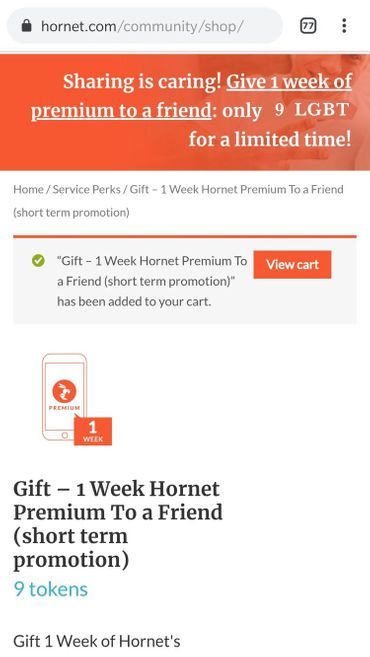 hornet.com/community/shop/
77
Sharing is caring! Give 1 week of
premium to a friend: only 9 LGBT
for a limited time!
Home / Service Perks / Gift – 1 Week Hornet Premium To a Friend
(short term promotion)
“Gift – 1 Week Hornet Premium To
a Friend (short term promotion)”
has been added to your cart.
View cart
PREMIUM
1
WEEK
Gift – 1 Week Hornet
Premium To a Friend
(short term
promotion)
9 tokens
Gift 1 Week of Hornet's